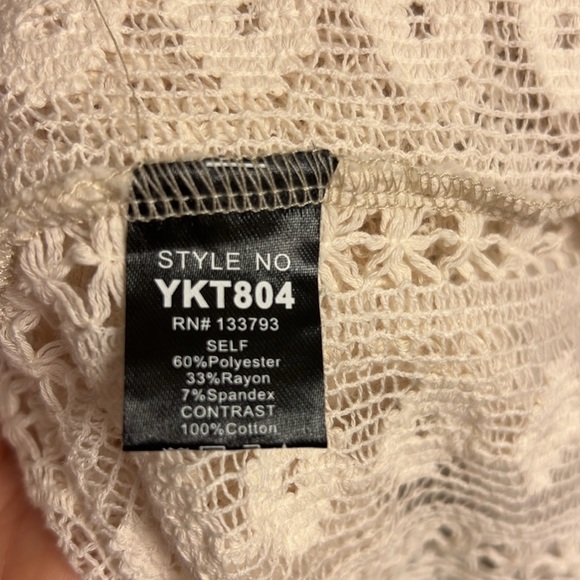 STYLE NO
YKT804
RN# 133793
SELF
60%Polyester
33%Rayon
7%Spandex
CONTRAST
100%Cotton